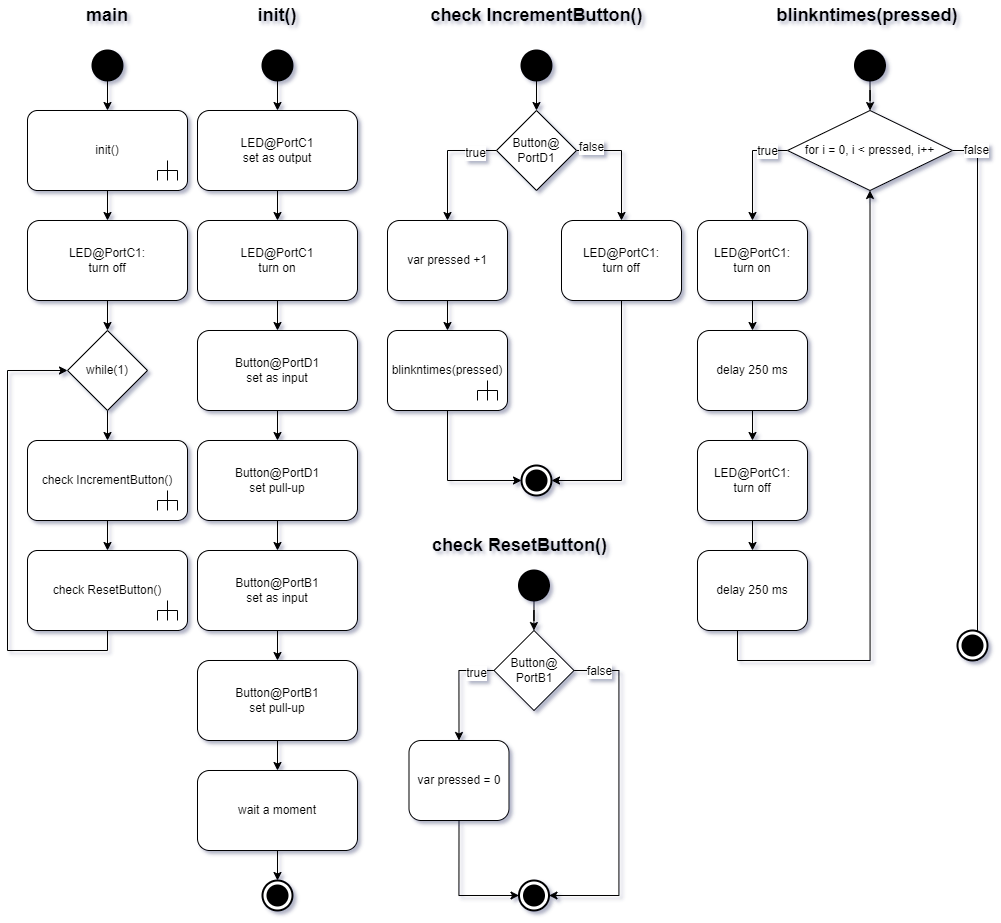 main
init()
LED@PortC1:
turn off
while(1)
check IncrementButton()
check ResetButton()
init()
LED@PortC1
set as output
LED@PortC1
turn on
Button@PortD1
set as input
Button@PortD1
set pull-up
Button@PortB1
set as input
Button@PortB1
set pull-up
wait a moment
check IncrementButton()
Button@
PortD1
true
false
var pressed +1
LED@PortC1:
turn off
blinkntimes(pressed)
check ResetButton()
Button@
PortB1
true
false
var pressed = 0
blinkntimes(pressed)
for i = 0, i < pressed, i++
true
false
LED@PortC1:
turn on
delay 250 ms
LED@PortC1:
turn off
delay 250 ms